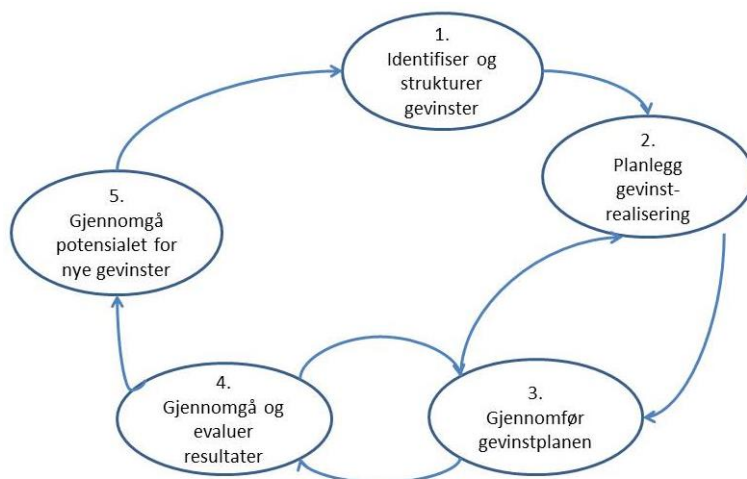 1.
Identifiser og
strukturer
gevinster
2.
Planlegg
gevinst-
realisering
3.
Gjennomfør
gevinstplanen
4.
Gjennomgå og
evaluer
resultater
5.
Gjennomgå
potensialet for
nye gevinster